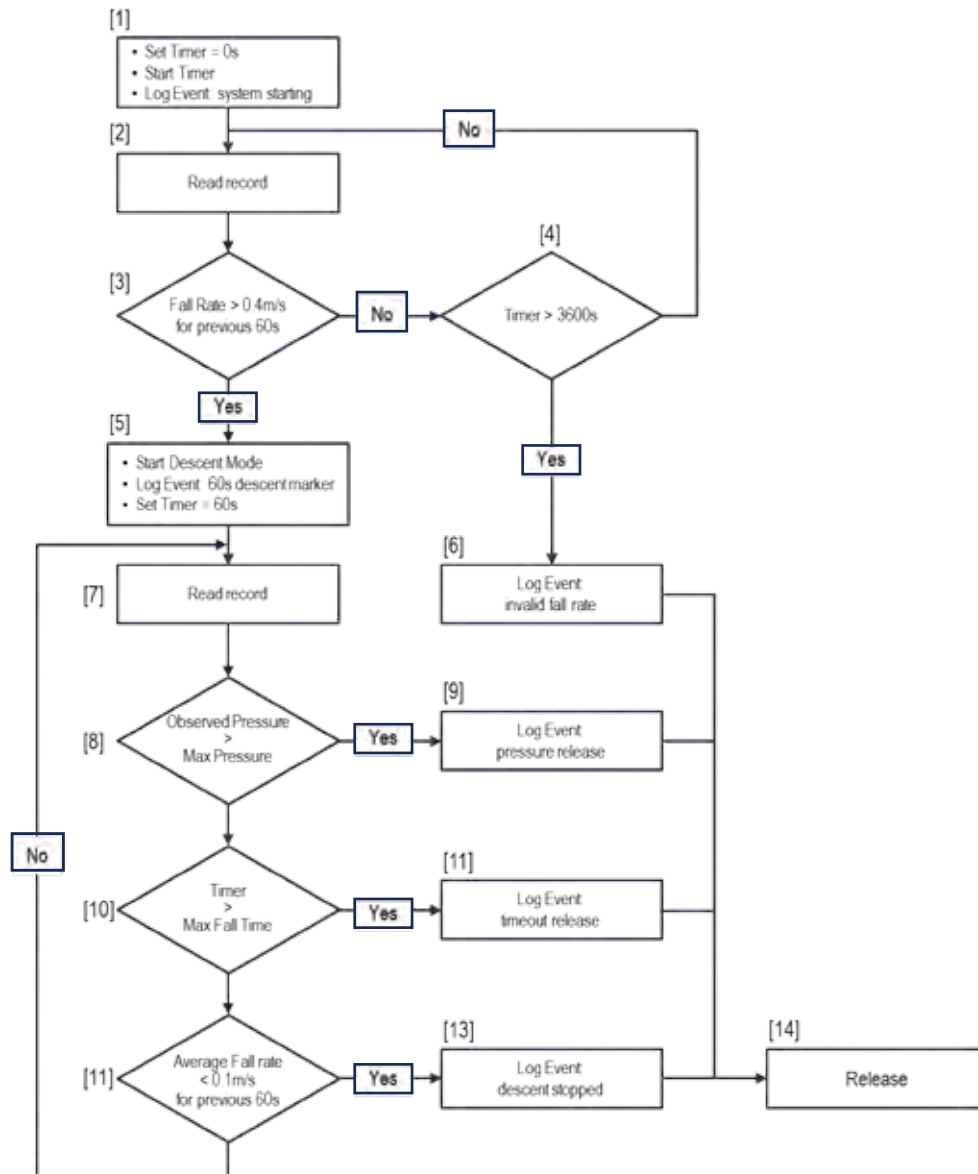 [1]
• Set Timer = 0s
• Start Timer
• Log Event system starting
No
[2]
Read record
[3]
Fall Rate > 0.4m/s
for previous 60s
No
[4]
Timer > 3600s
Yes
[5]
• Start Descent Mode
• Log Event 60s descent marker
• Set Timer = 60s
Yes
[6]
Log Event
invalid fall rate
[7]
Read record
[8]
Observed Pressure
>
Max Pressure
Yes
[9]
Log Event
pressure release
No
[10]
Timer
>
Max Fall Time
Yes
[11]
Log Event
timeout release
[11]
Average Fall rate
< 0.1m/s
for previous 60s
Yes
[13]
Log Event
descent stopped
[14]
Release